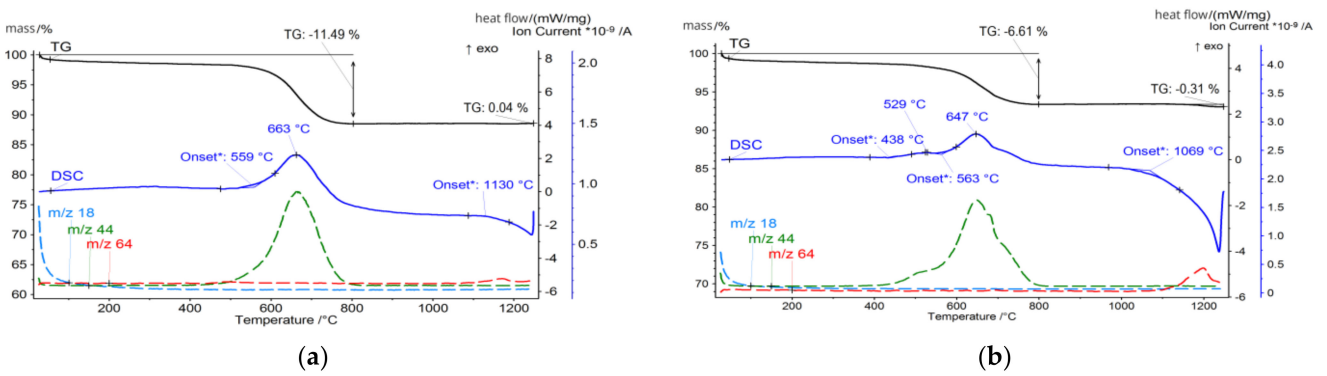 mass/%
TG: -11.49 %
heat flow/(mW/mg)
Ion Current *10⁻⁹ /A
↑ exo
TG
100
8
2.0
95
6
90
4
1.5
TG: 0.04 %
663 °C
85
2
Onset*: 559 °C
80
DSC
0
1.0
Onset*: 1130 °C
75
-2
m/z 18
70
m/z 44
-4
0.5
m/z 64
65
60
-6
200
400
600
800
1000
1200
Temperature /°C
(a)
mass/%
TG: -6.61 %
heat flow/(mW/mg)
Ion Current *10⁻⁹ /A
↑ exo
TG
100
4
4.0
95
3.5
TG: -0.31 %
529 °C
647 °C
2
3.0
90
Onset*: 438 °C
2.5
DSC
Onset*: 1069 °C
85
0
Onset*: 563 °C
2.0
80
-2
1.5
m/z 18
m/z 44
75
1.0
m/z 64
-4
0.5
70
-6
0
200
400
600
800
1000
1200
Temperature /°C
(b)